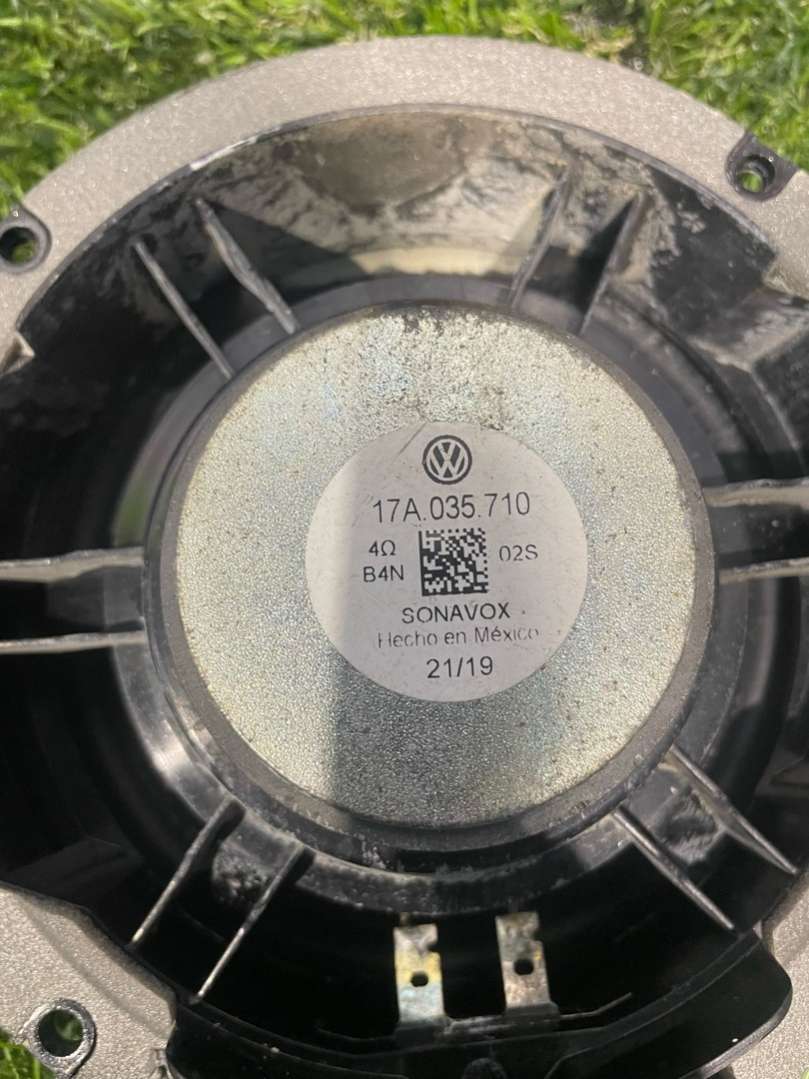 17A.035.710
4Ω 02S
B4N
SONAVOX
Hecho en México
21/19